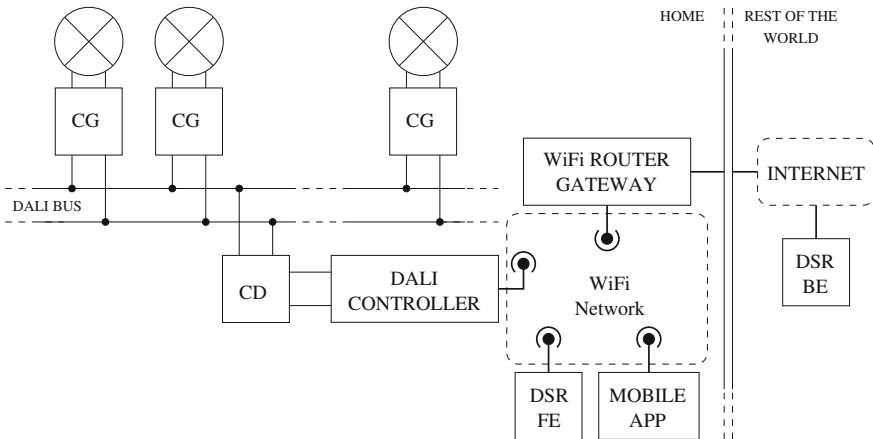 HOME
REST OF THE
WORLD
CG
CG
CG
WiFi ROUTER
GATEWAY
INTERNET
DALI BUS
DSR
BE
CD
DALI
CONTROLLER
WiFi
Network
DSR
FE
MOBILE
APP